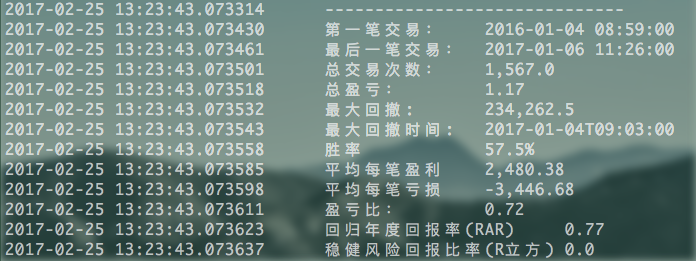 2017-02-25 13:23:43.073314 ------------------------------
2017-02-25 13:23:43.073430 第一笔交易： 2016-01-04 08:59:00
2017-02-25 13:23:43.073461 最后一笔交易： 2017-01-06 11:26:00
2017-02-25 13:23:43.073501 总交易次数： 1,567.0
2017-02-25 13:23:43.073518 总盈亏： 1.17
2017-02-25 13:23:43.073532 最大回撤: 234,262.5
2017-02-25 13:23:43.073543 最大回撤时间: 2017-01-04T09:03:00
2017-02-25 13:23:43.073558 胜率 57.5%
2017-02-25 13:23:43.073585 平均每笔盈利 2,480.38
2017-02-25 13:23:43.073598 平均每笔亏损 -3,446.68
2017-02-25 13:23:43.073611 盈亏比： 0.72
2017-02-25 13:23:43.073623 回归年度回报率(RAR) 0.77
2017-02-25 13:23:43.073637 稳健风险回报比率(R立方) 0.0